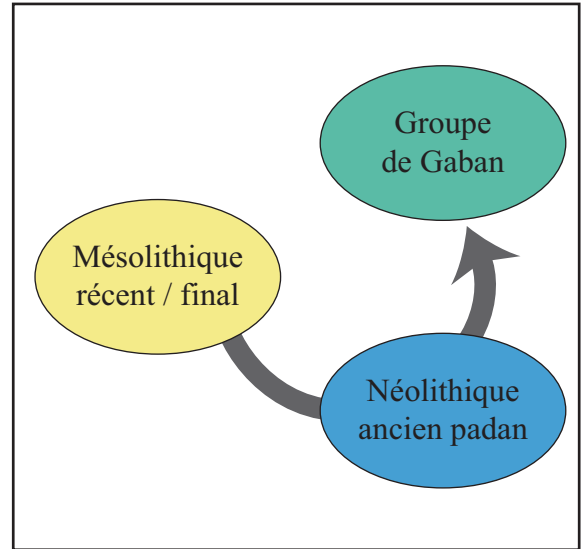 Groupe
de Gaban
Mésolithique
récent / final
Néolithique
ancien padan